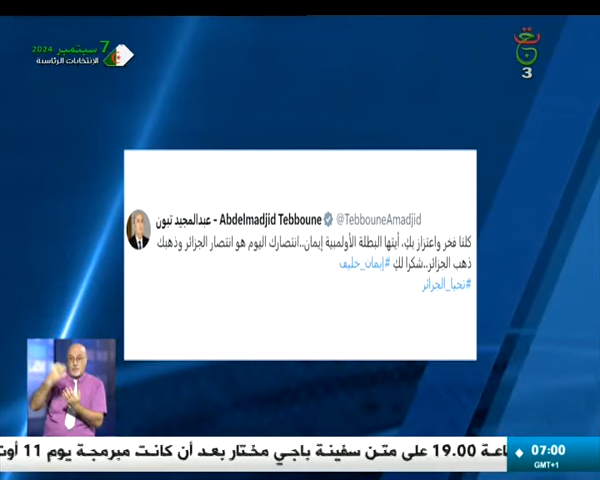 7 سبتمبر 2024
الإنتخابات الرئاسية
3
عبدالمجيد تبون - Abdelmadjid Tebboune @TebbouneAmadjid
كلنا فخر واعتزاز بكِ، أيتها البطلة الأولمبية إيمان..انتصارك اليوم هو انتصار الجزائر وذهبك
ذهب الجزائر..شكرا لكِ #إيمان_خليف
#تحيا_الجزائر
07:00
GMT+1
اعة 19.00 على متن سفينة باجي مختار بعد أن كانت مبرمجة يوم 11 أوت